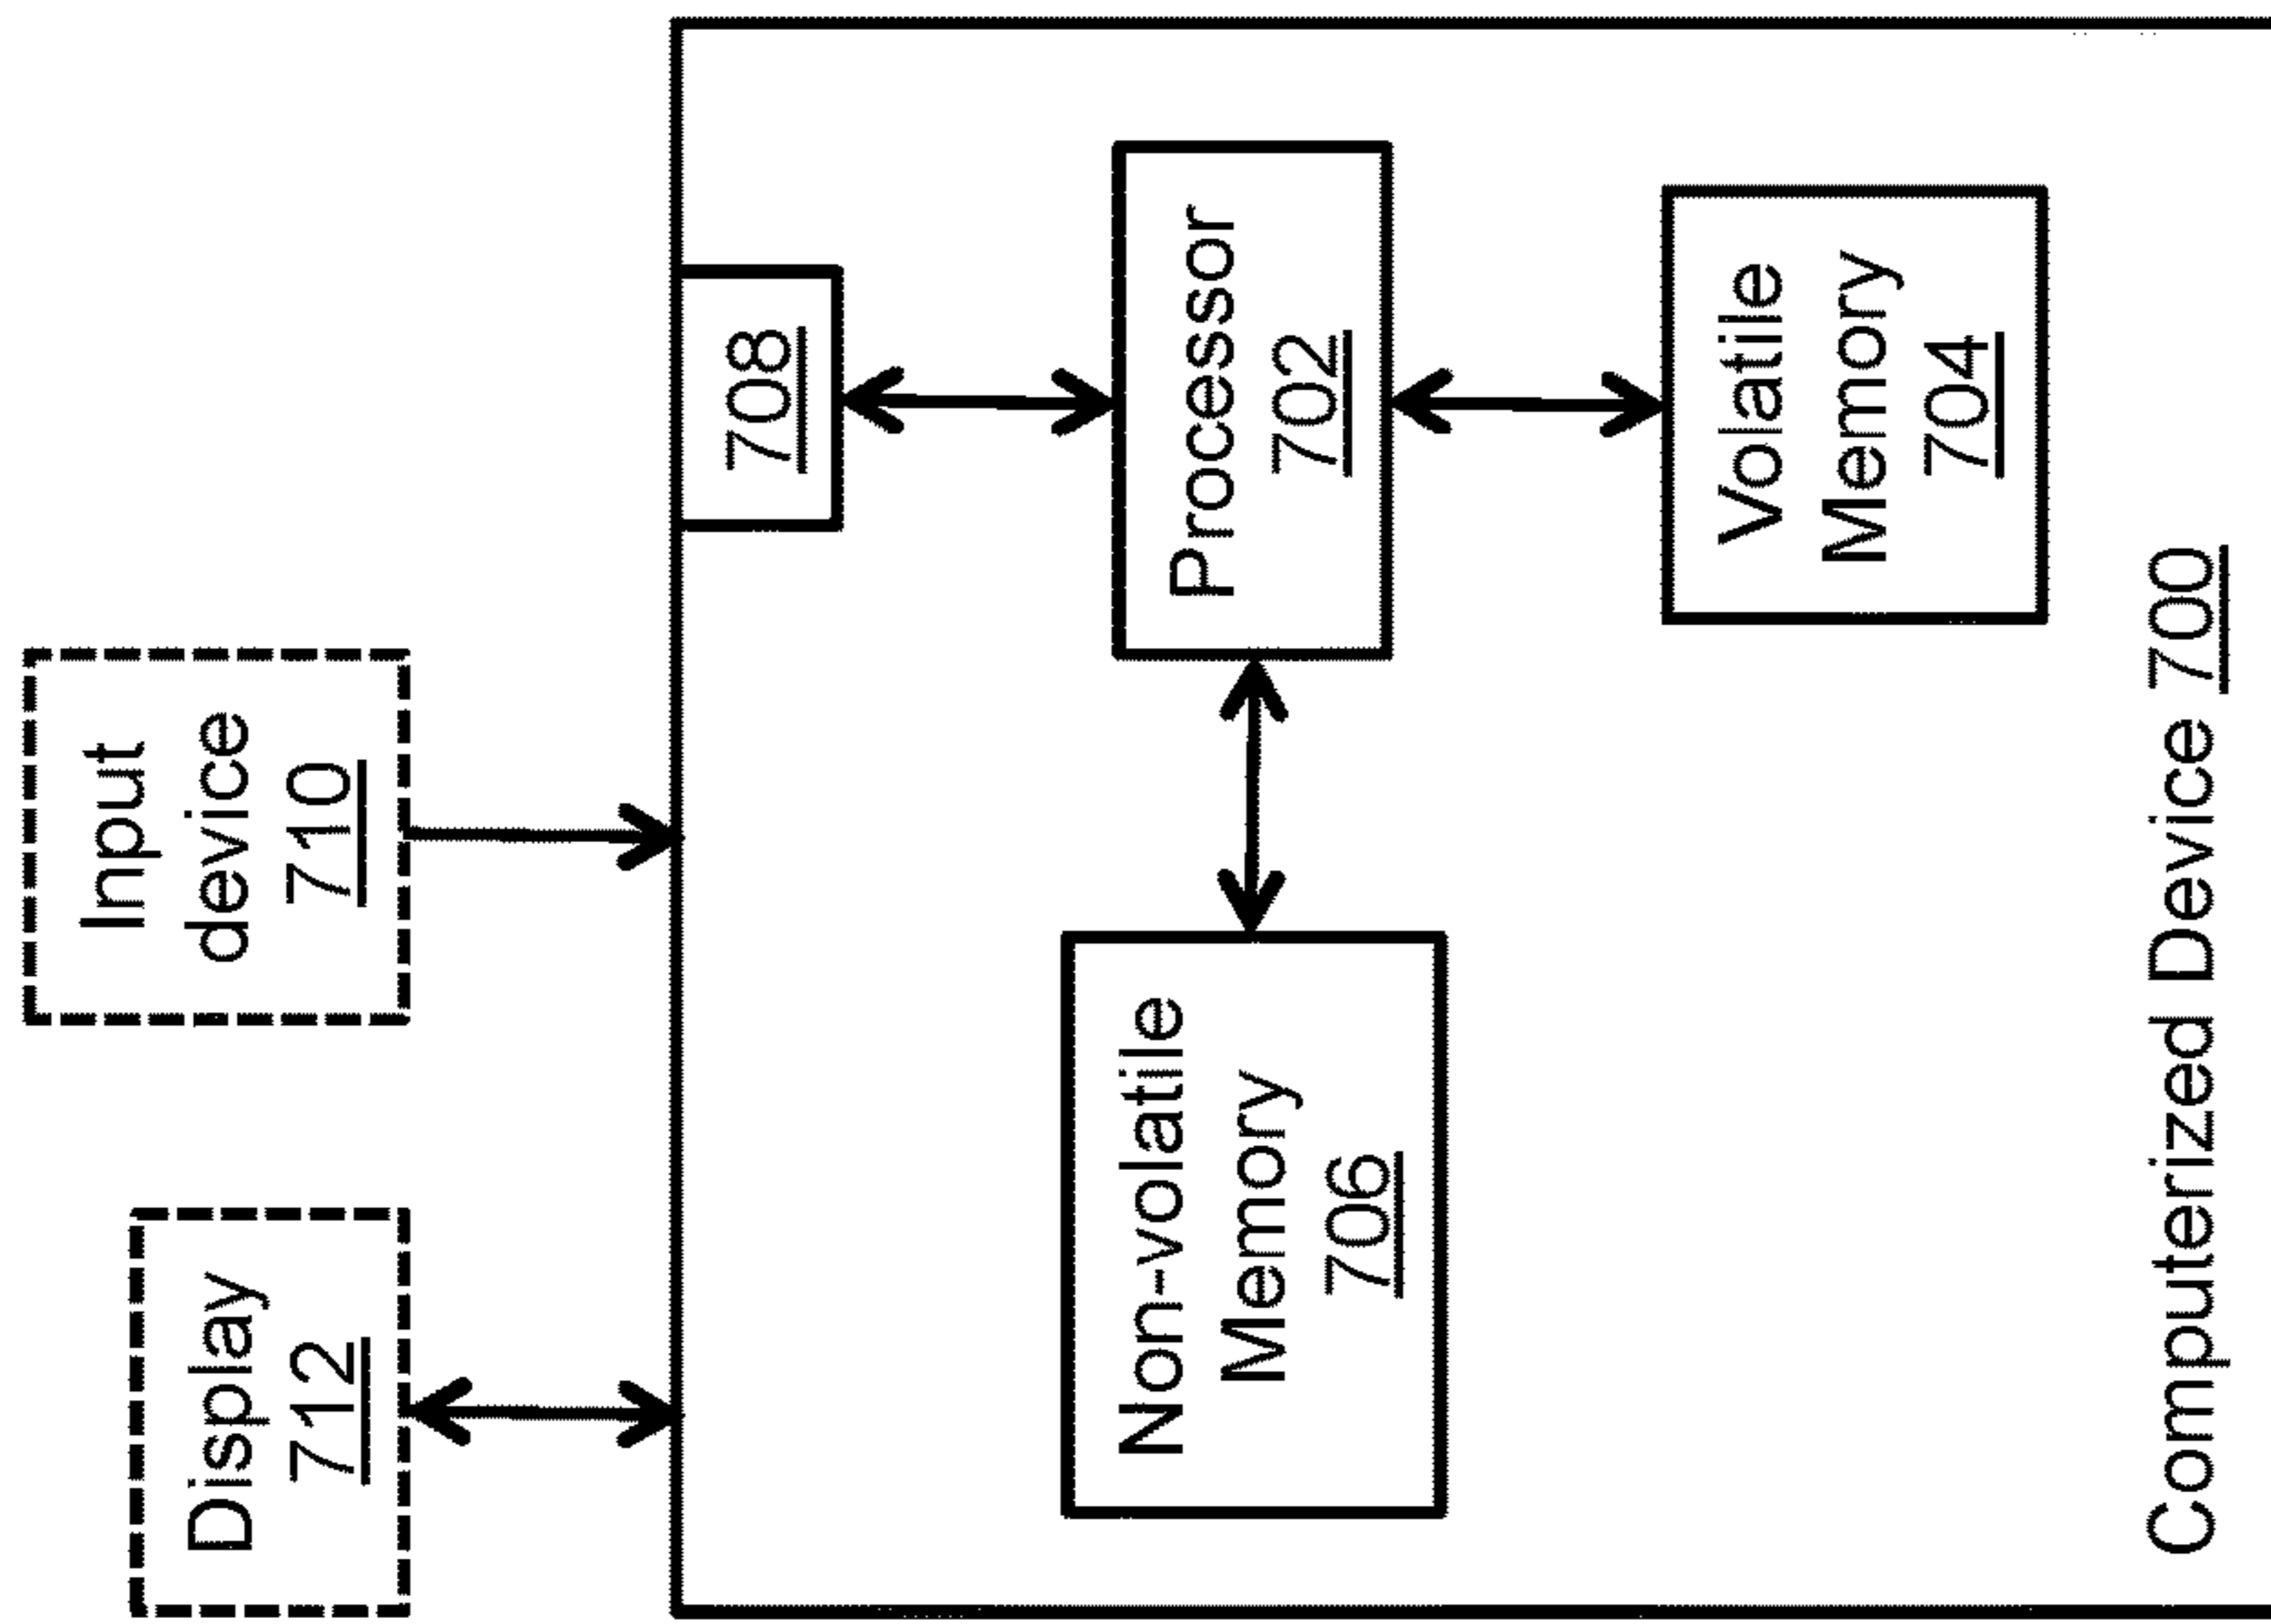 Display
712
Input
device
710
708
Non-volatile
Memory
706
Processor
702
Volatile
Memory
704
Computerized Device 700